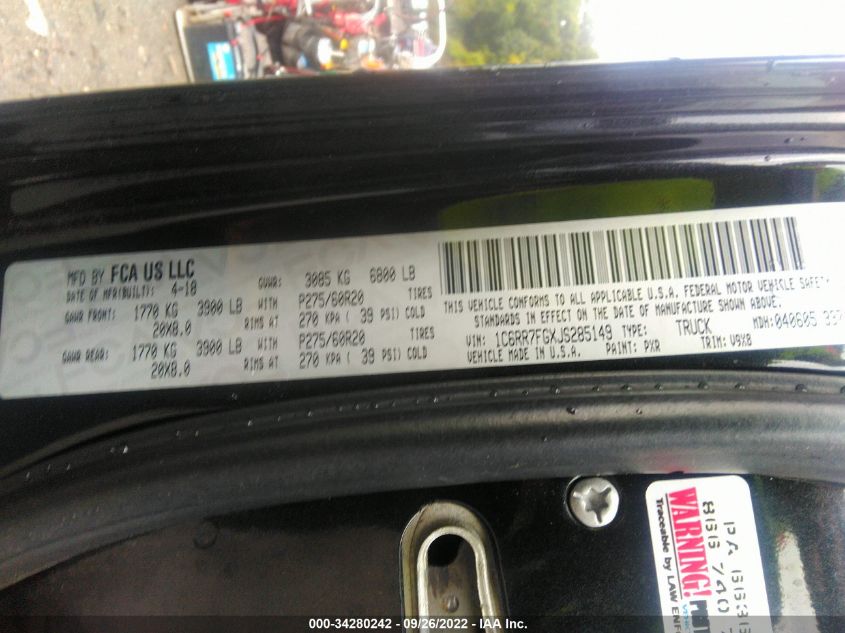 MFD BY FCA US LLC
DATE OF MFR(BUILT): 4-18
GVWR: 3085 KG 6800 LB
GAWR FRONT: 1770 KG 3900 LB WITH P275/60R20 TIRES
20X8.0 RIMS AT 270 KPA ( 39 PSI) COLD
GAWR REAR: 1770 KG 3900 LB WITH P275/60R20 TIRES
20X8.0 RIMS AT 270 KPA ( 39 PSI) COLD
THIS VEHICLE CONFORMS TO ALL APPLICABLE U.S.A. FEDERAL MOTOR VEHICLE SAFETY
STANDARDS IN EFFECT ON THE DATE OF MANUFACTURE SHOWN ABOVE.
VIN: 1C6RR7FGXJS285149 TYPE: TRUCK MDH: 040605
VEHICLE MADE IN U.S.A. PAINT: PXR TRIM: V9X8
WARNING!
Traceable by LAW ENF
866 740
000-34280242 - 09/26/2022 - IAA Inc.